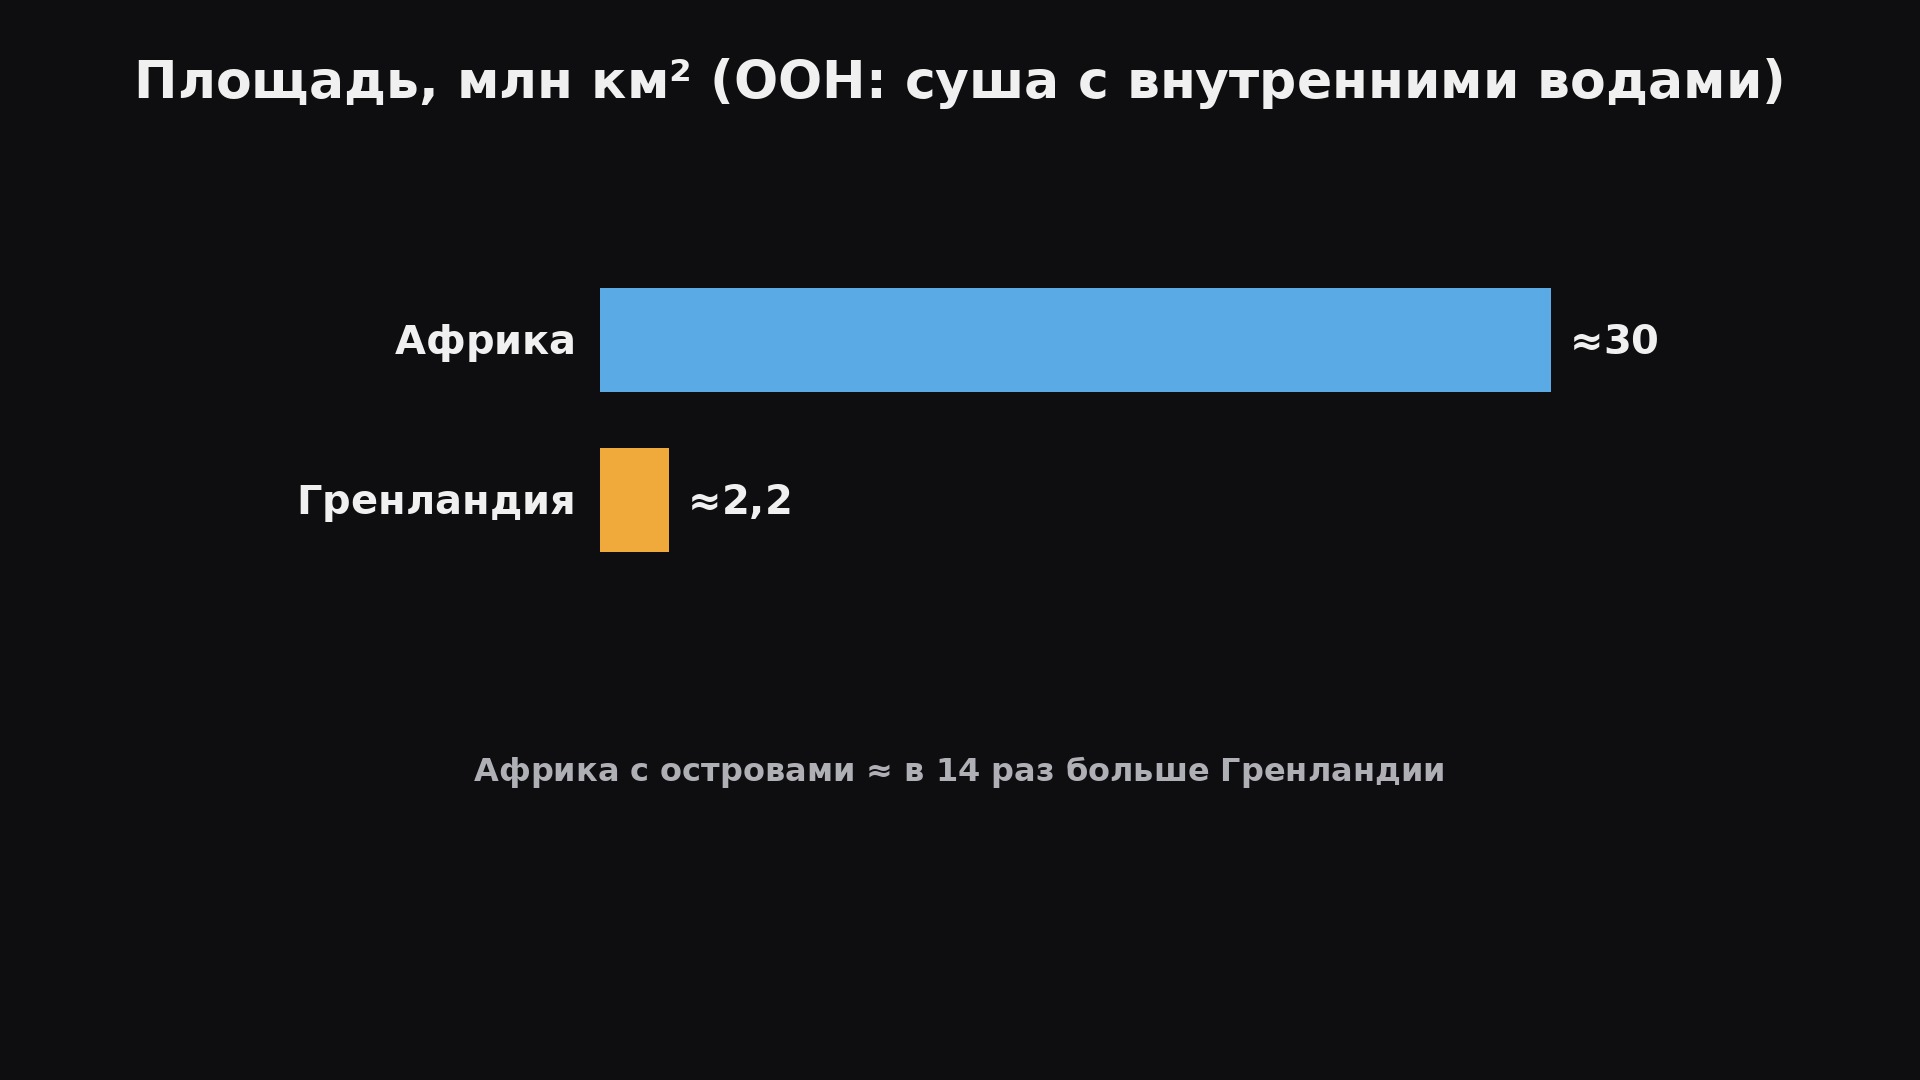 Площадь, млн км² (ООН: суша с внутренними водами)
Африка ≈30
Гренландия ≈2,2
Африка с островами ≈ в 14 раз больше Гренландии